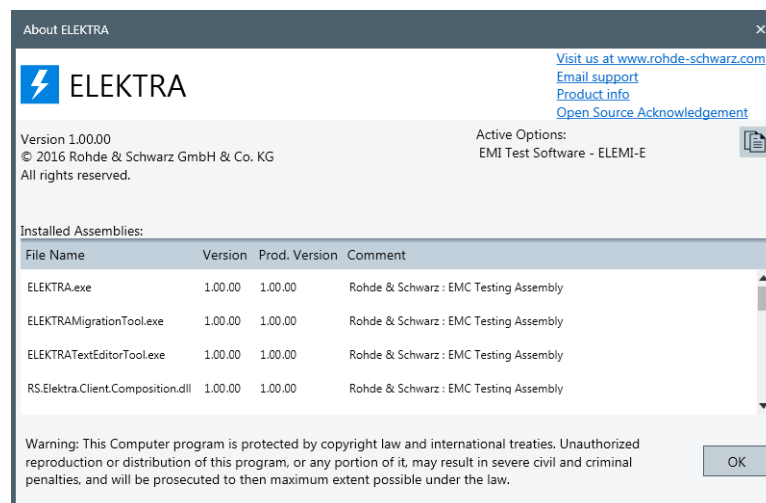 About ELEKTRA
ELEKTRA
Visit us at www.rohde-schwarz.com
Email support
Product info
Open Source Acknowledgement
Version 1.00.00
© 2016 Rohde & Schwarz GmbH & Co. KG
All rights reserved.
Active Options:
EMI Test Software - ELEMI-E
Installed Assemblies:
File Name Version Prod. Version Comment
ELEKTRA.exe 1.00.00 1.00.00 Rohde & Schwarz : EMC Testing Assembly
ELEKTRAMigrationTool.exe 1.00.00 1.00.00 Rohde & Schwarz : EMC Testing Assembly
ELEKTRATextEditorTool.exe 1.00.00 1.00.00 Rohde & Schwarz : EMC Testing Assembly
RS.Elektra.Client.Composition.dll 1.00.00 1.00.00 Rohde & Schwarz : EMC Testing Assembly
Warning: This Computer program is protected by copyright law and international treaties. Unauthorized
reproduction or distribution of this program, or any portion of it, may result in severe civil and criminal
penalties, and will be prosecuted to then maximum extent possible under the law.
OK